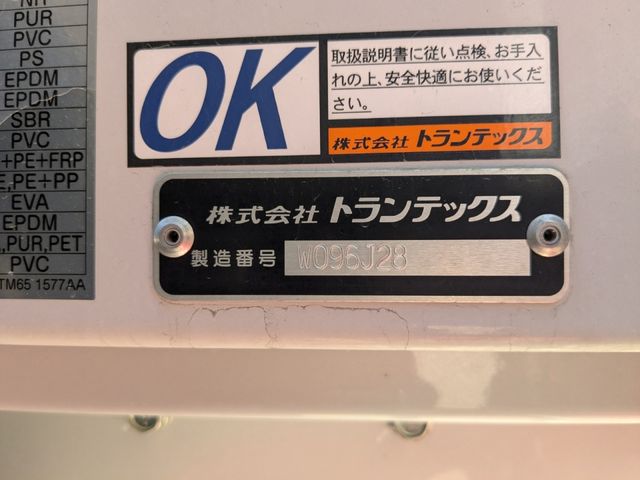 NR
PUR
PVC
PS
EPDM
EPDM
SBR
PVC
+PE+FRP
E,PE+PP
EVA
EPDM
,PUR,PET
PVC
TM65 1577AA
OK
取扱説明書に従い点検、お手入
れの上、安全快適にお使いくだ
さい。
株式会社 トランテックス
株式会社 トランテックス
製造番号 W096J28